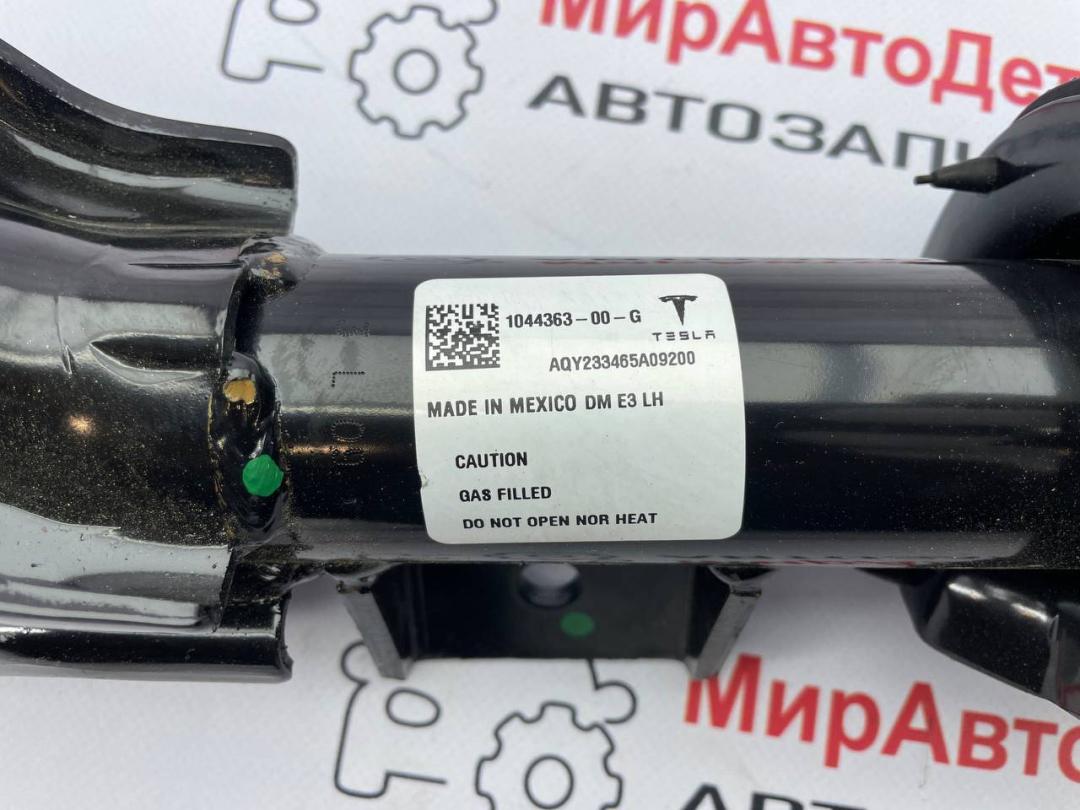 МирАвтоДет
АВТОЗАПЧ
1044363-00-G
TESLA
AQY233465A09200
MADE IN MEXICO DM E3 LH
CAUTION
GAS FILLED
DO NOT OPEN NOR HEAT
МирАвто